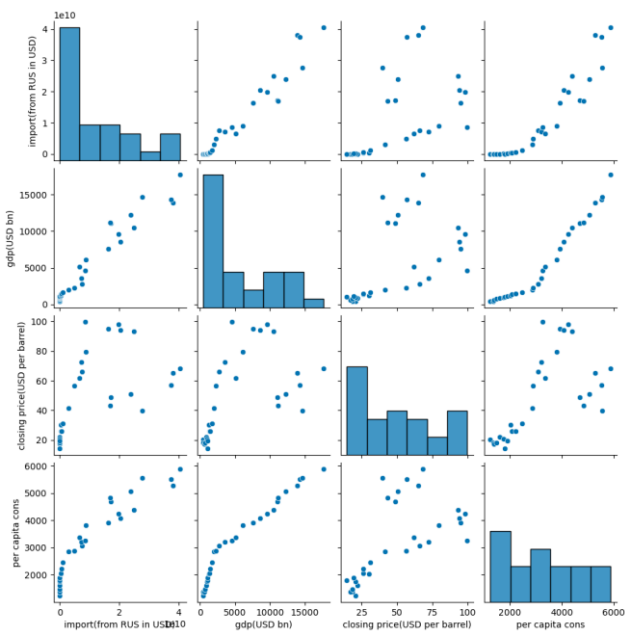 1e10
4
3
2
1
0
import(from RUS in USD)
15000
10000
5000
0
gdp(USD bn)
100
80
60
40
20
closing price(USD per barrel)
6000
5000
4000
3000
2000
per capita cons
0 2 4
import(from RUS in USD)
1e10
0 5000 10000 15000
gdp(USD bn)
25 50 75 100
closing price(USD per barrel)
2000 4000 6000
per capita cons